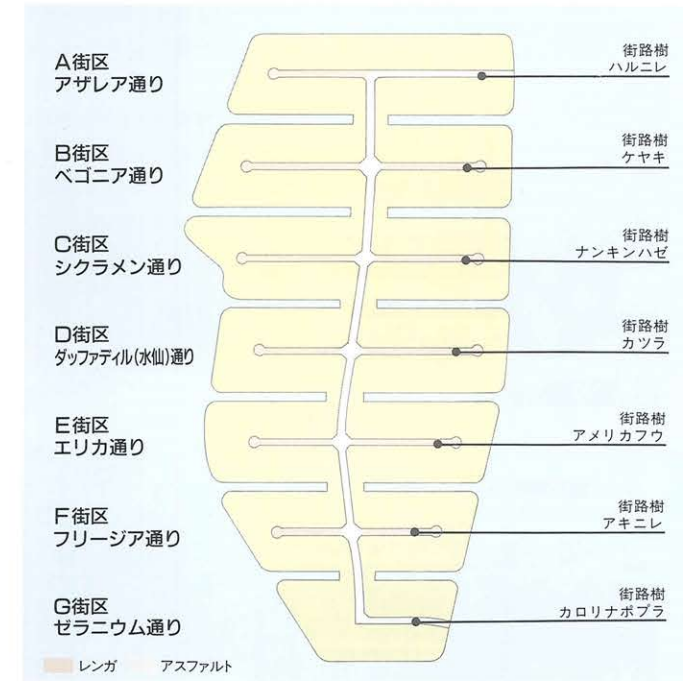 A街区
アザレア通り
街路樹
ハルニレ
B街区
ベゴニア通り
街路樹
ケヤキ
C街区
シクラメン通り
街路樹
ナンキンハゼ
D街区
ダッファディル(水仙)通り
街路樹
カツラ
E街区
エリカ通り
街路樹
アメリカフウ
F街区
フリージア通り
街路樹
アキニレ
G街区
ゼラニウム通り
街路樹
カロリナポプラ
レンガ アスファルト